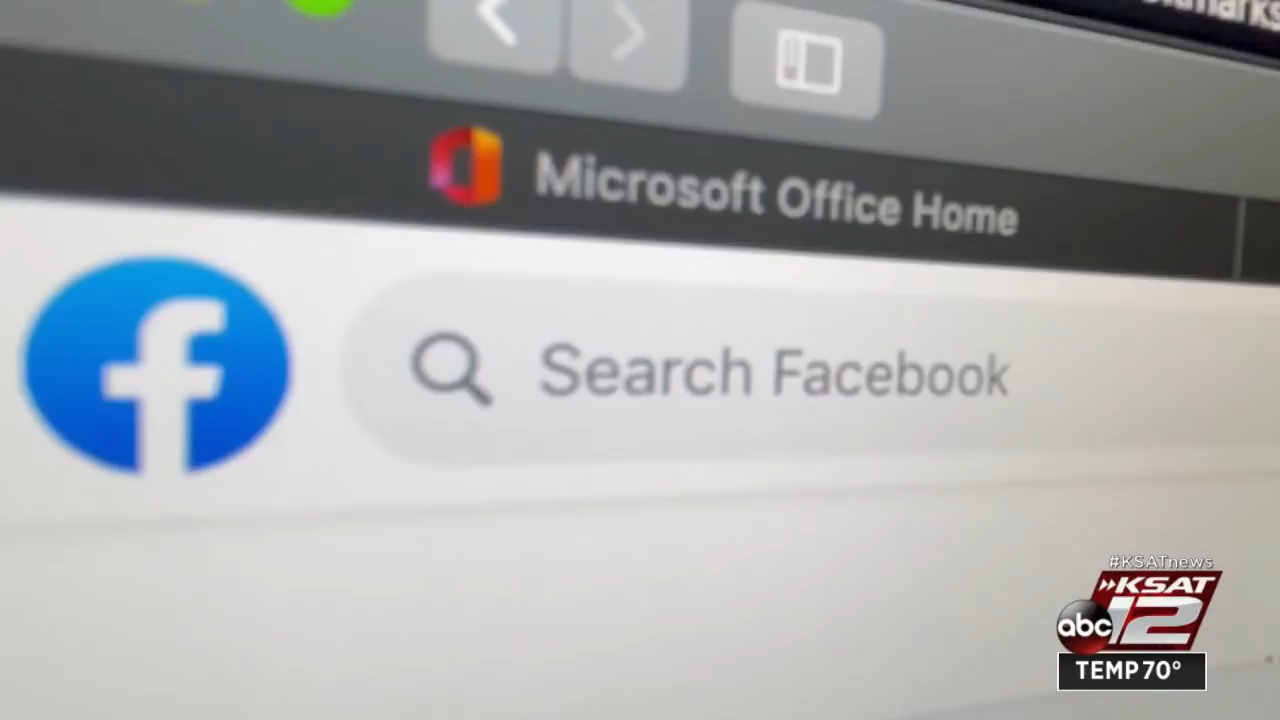 Microsoft Office Home
f
Search Facebook
#KSATnews
KSAT
abc 12
TEMP 70°